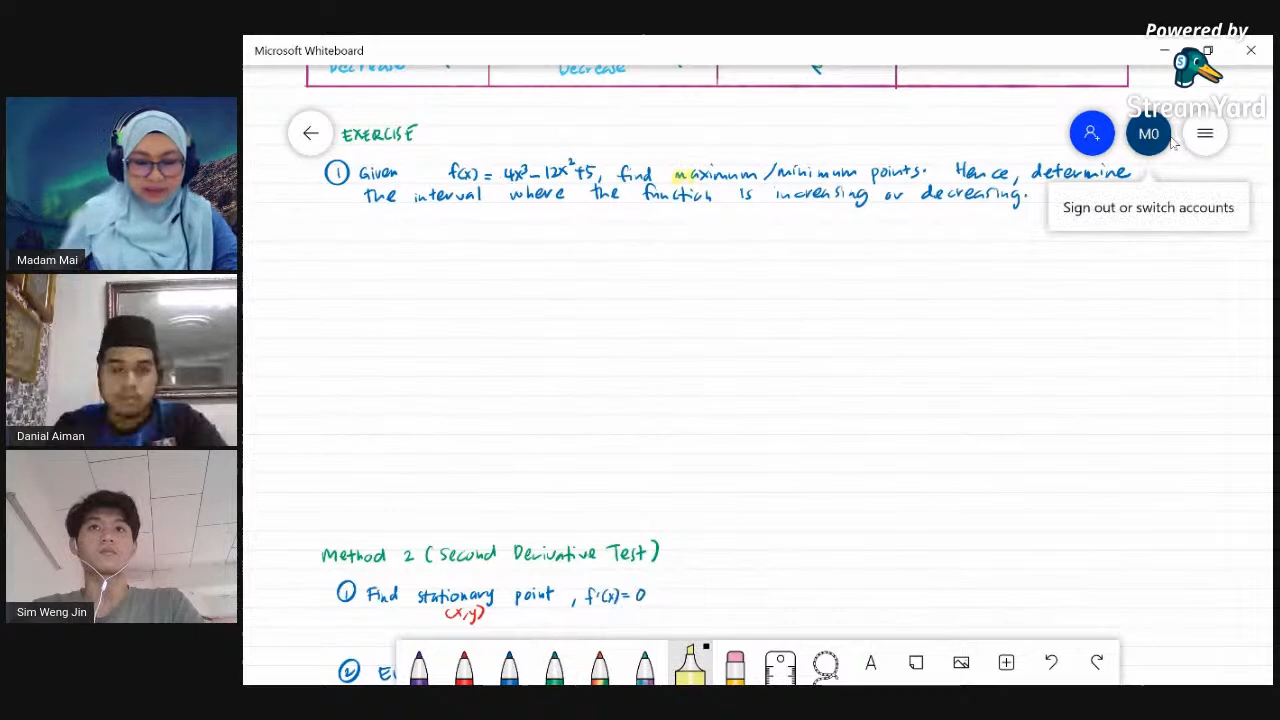 Powered by
StreamYard
Microsoft Whiteboard
Decrease
Decrease
EXERCISE
M0
① Given f(x) = 4x³ - 12x² + 5, find maximum / minimum points. Hence, determine
the interval where the function is increasing or decreasing.
Sign out or switch accounts
Madam Mai
Danial Aiman
Sim Weng Jin
Method 2 (Second Derivative Test)
① Find stationary point , f'(x) = 0
(x,y)
②
A